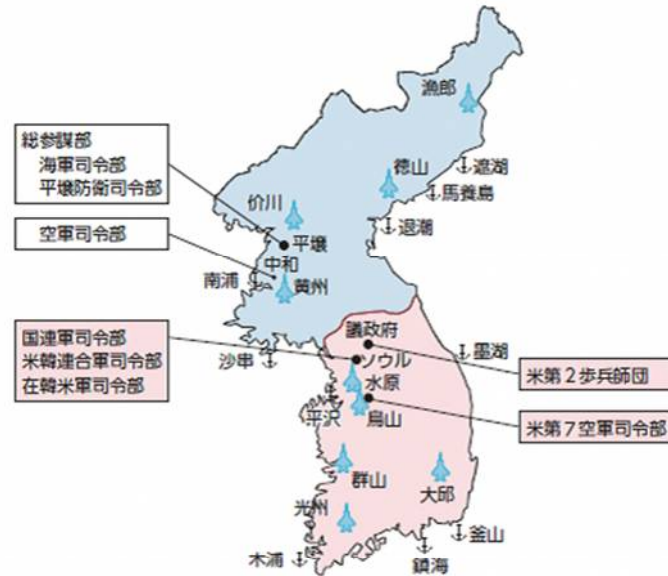 漁郎
総参謀部
海軍司令部
平壌防衛司令部
徳山
遮湖
馬養島
价川
退潮
空軍司令部
平壌
中和
南浦
黄州
国連軍司令部
米韓連合軍司令部
在韓米軍司令部
議政府
沙串
ソウル
墨湖
米第２歩兵師団
水原
平沢
烏山
米第７空軍司令部
群山
大邱
光州
釜山
木浦
鎮海